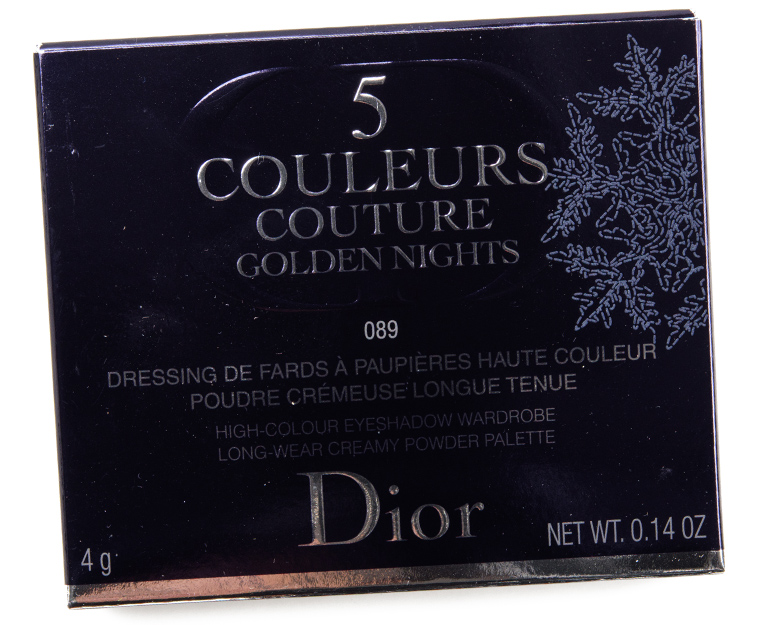 5
COULEURS
COUTURE
GOLDEN NIGHTS
089
DRESSING DE FARDS À PAUPIÈRES HAUTE COULEUR
POUDRE CRÉMEUSE LONGUE TENUE
HIGH-COLOUR EYESHADOW WARDROBE
LONG-WEAR CREAMY POWDER PALETTE
Dior
4 g
NET WT. 0.14 OZ